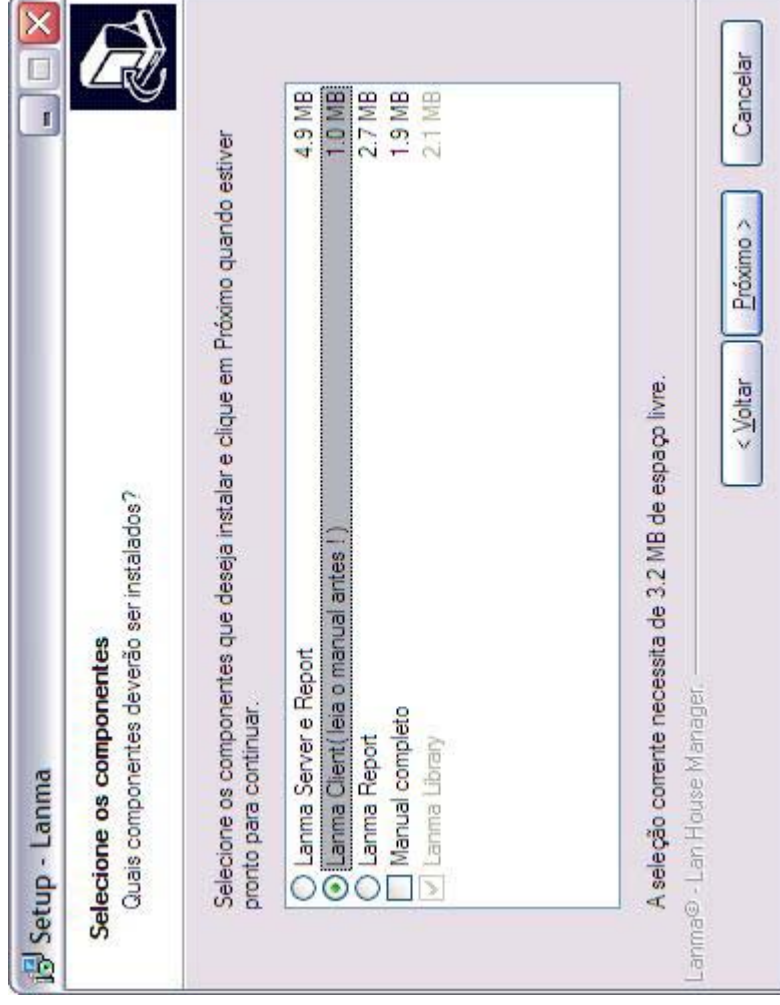 Setup - Lanma
Selecione os componentes
Quais componentes deverão ser instalados?
Selecione os componentes que deseja instalar e clique em Próximo quando estiver
pronto para continuar.
Lanma Server e Report 4.9 MB
Lanma Client( leia o manual antes ! ) 1.0 MB
Lanma Report 2.7 MB
Manual completo 1.9 MB
Lanma Library 2.1 MB
A seleção corrente necessita de 3.2 MB de espaço livre.
Lanma© - Lan House Manager.
< Voltar Próximo > Cancelar